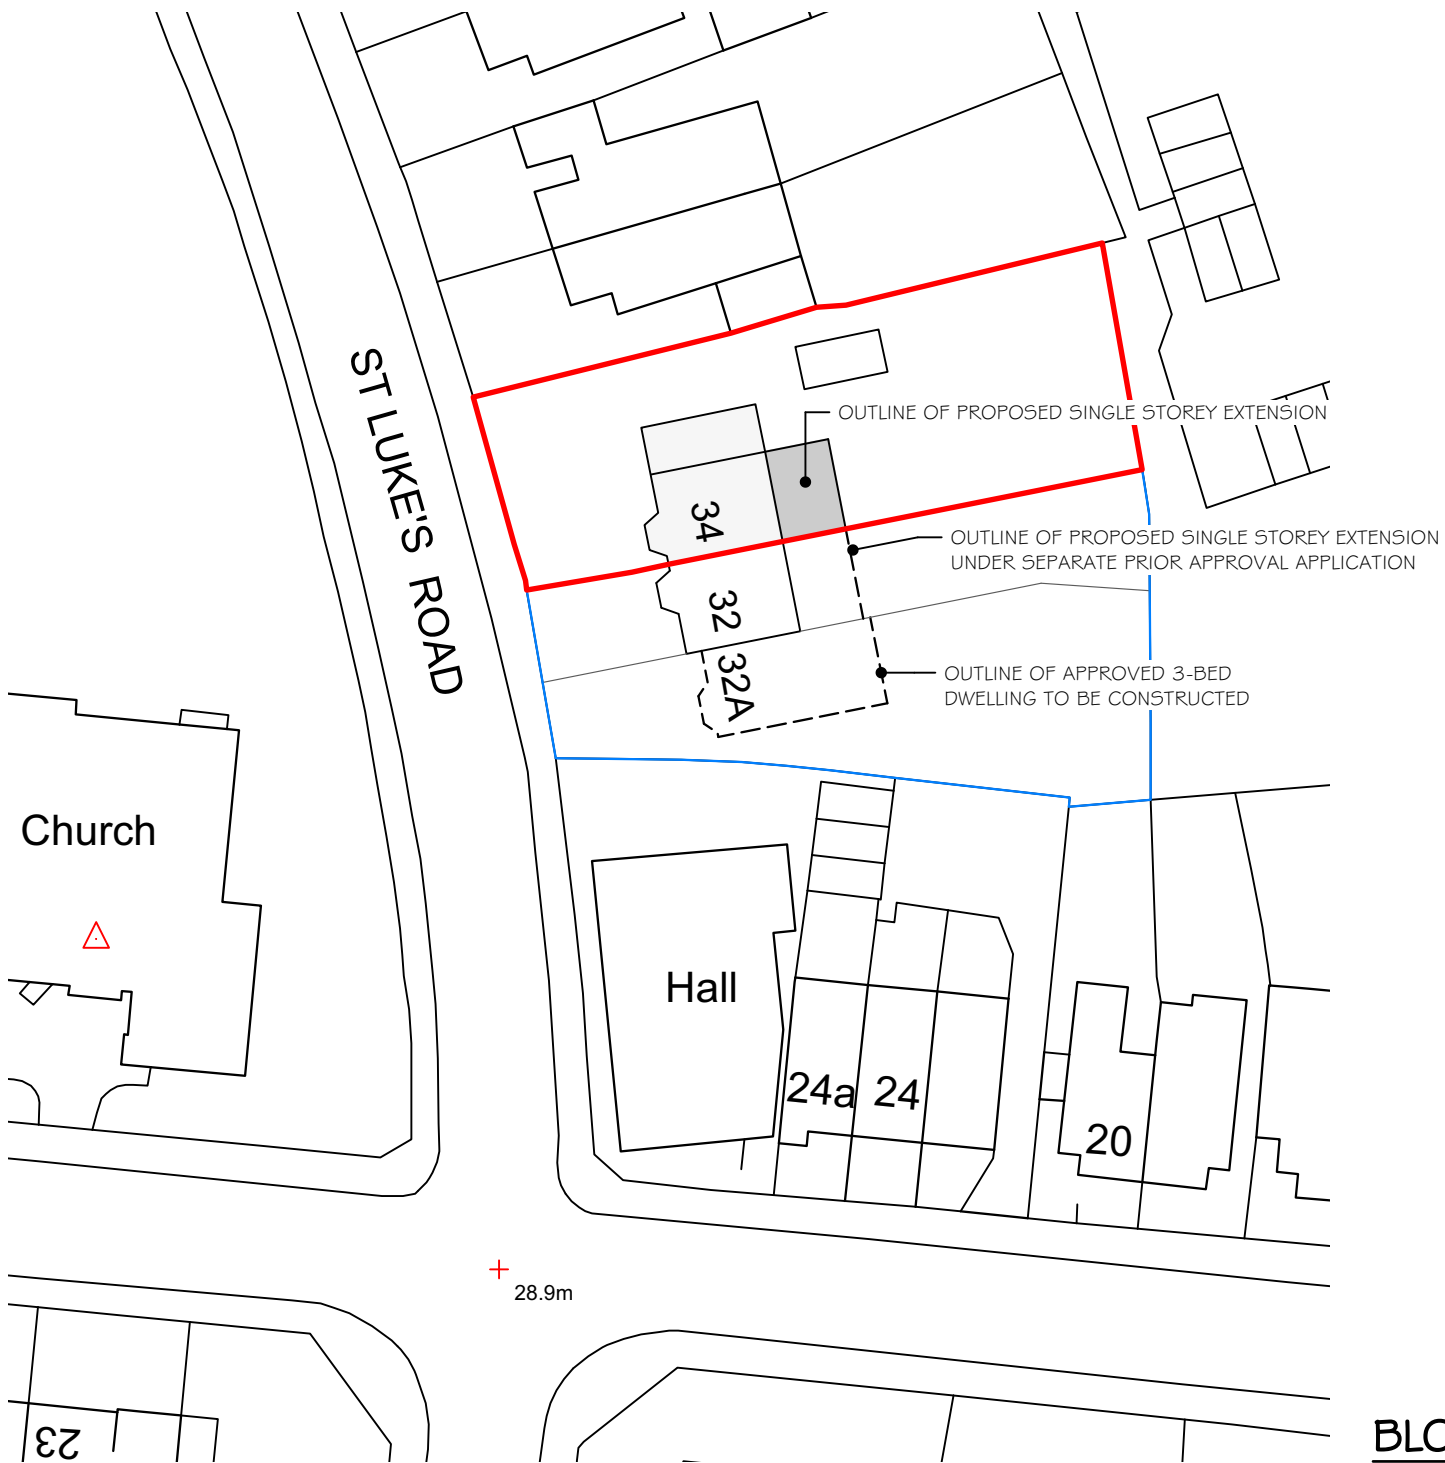 ST LUKE'S ROAD
OUTLINE OF PROPOSED SINGLE STOREY EXTENSION
34
OUTLINE OF PROPOSED SINGLE STOREY EXTENSION
UNDER SEPARATE PRIOR APPROVAL APPLICATION
32
32A
OUTLINE OF APPROVED 3-BED
DWELLING TO BE CONSTRUCTED
Church
Hall
24a
24
20
28.9m
23